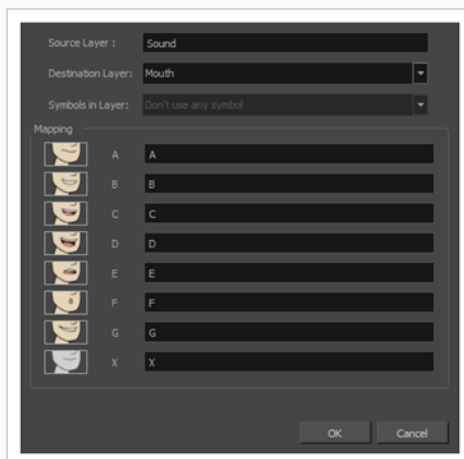 Source Layer : Sound
Destination Layer: Mouth
Symbols in Layer: Don't use any symbol
Mapping
A A
B B
C C
D D
E E
F F
G G
X X
OK Cancel